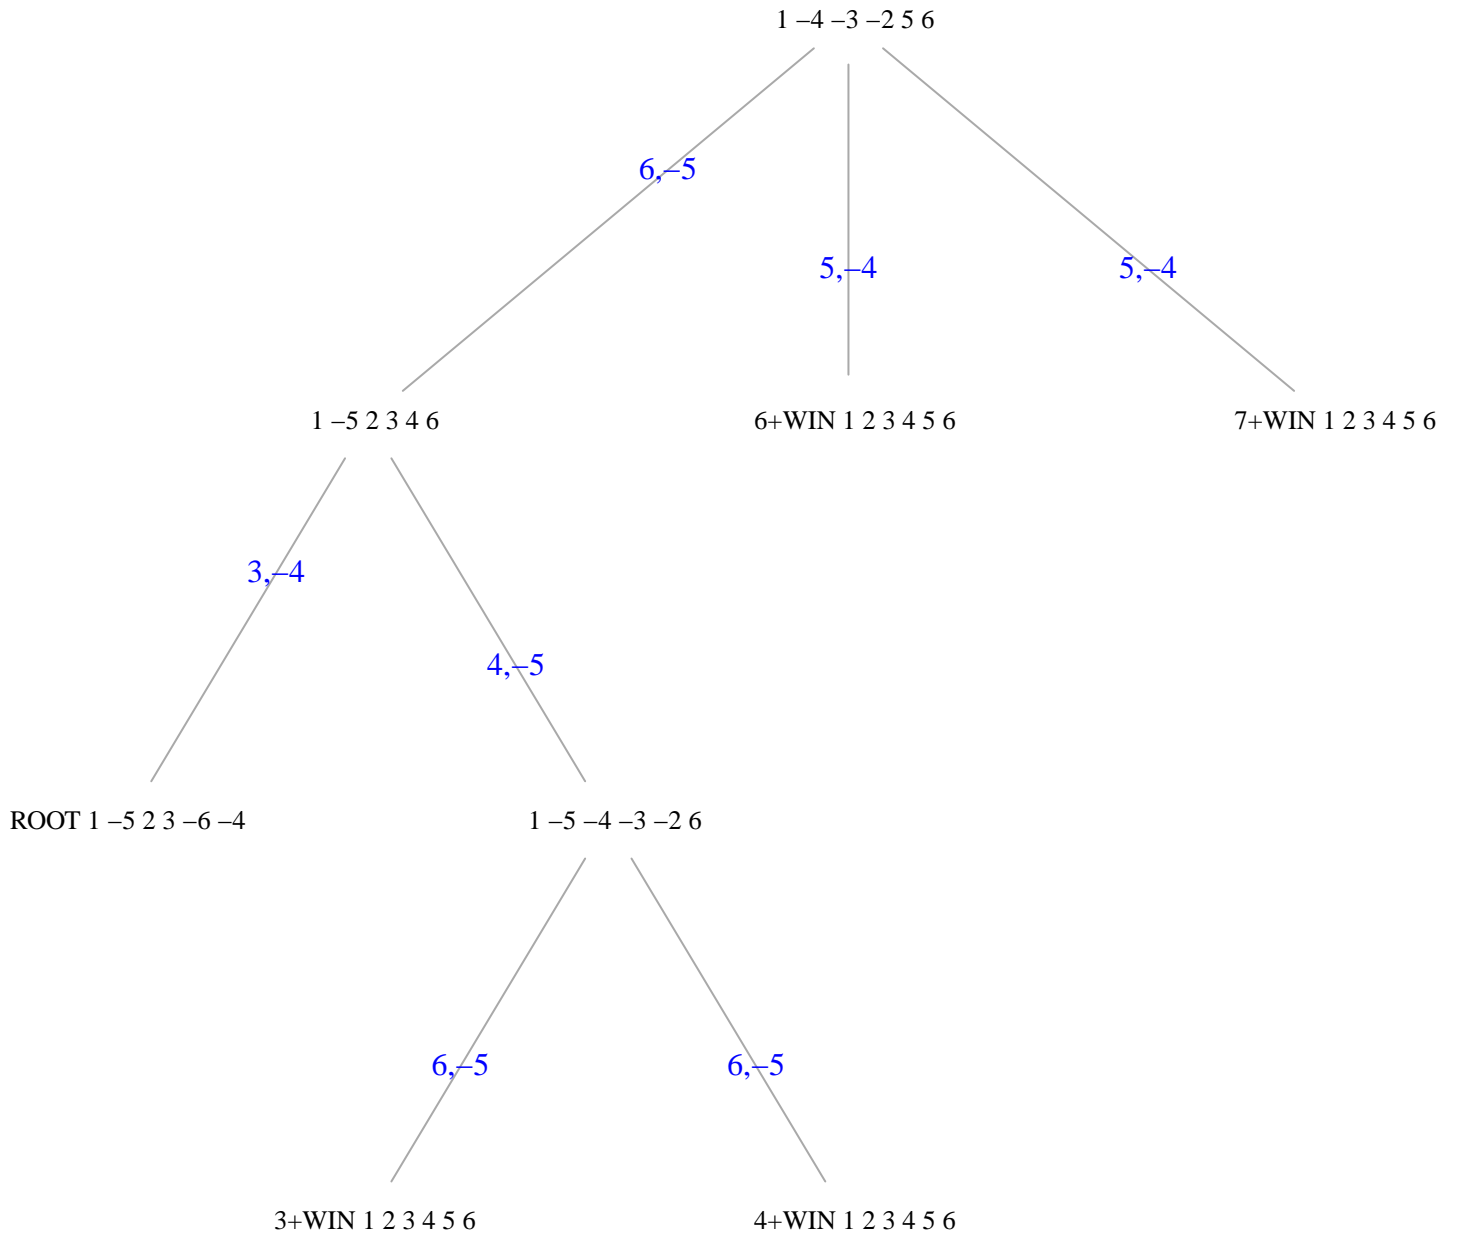 1 –4 –3 –2 5 6
6,–5
5,–4
5,–4
1 –5 2 3 4 6
6+WIN 1 2 3 4 5 6
7+WIN 1 2 3 4 5 6
3,–4
4,–5
ROOT 1 –5 2 3 –6 –4
1 –5 –4 –3 –2 6
6,–5
6,–5
3+WIN 1 2 3 4 5 6
4+WIN 1 2 3 4 5 6